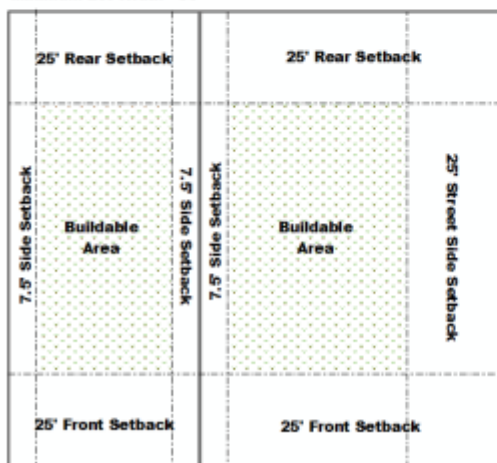 25' Rear Setback
25' Rear Setback
7.5' Side Setback
Buildable
Area
7.5' Side Setback
7.5' Side Setback
Buildable
Area
25' Street Side Setback
25' Front Setback
25' Front Setback